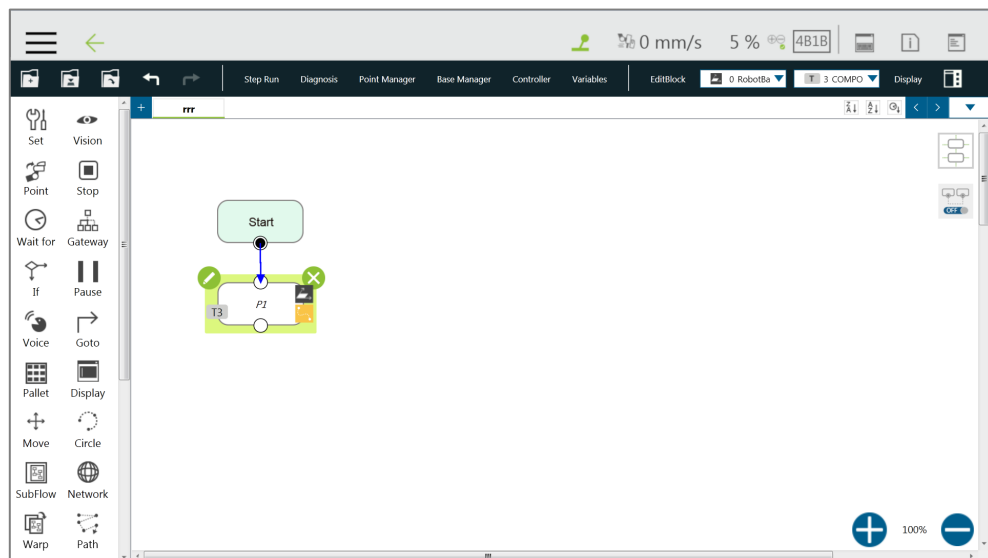 0 mm/s 5 % 4B1B
Step Run Diagnosis Point Manager Base Manager Controller Variables EditBlock 0 RobotBa T 3 COMPO Display
+ rrr
Set Vision
Point Stop
Wait for Gateway
If Pause
Voice Goto
Pallet Display
Move Circle
SubFlow Network
Warp Path
Start
T3 P1
OFF
100%